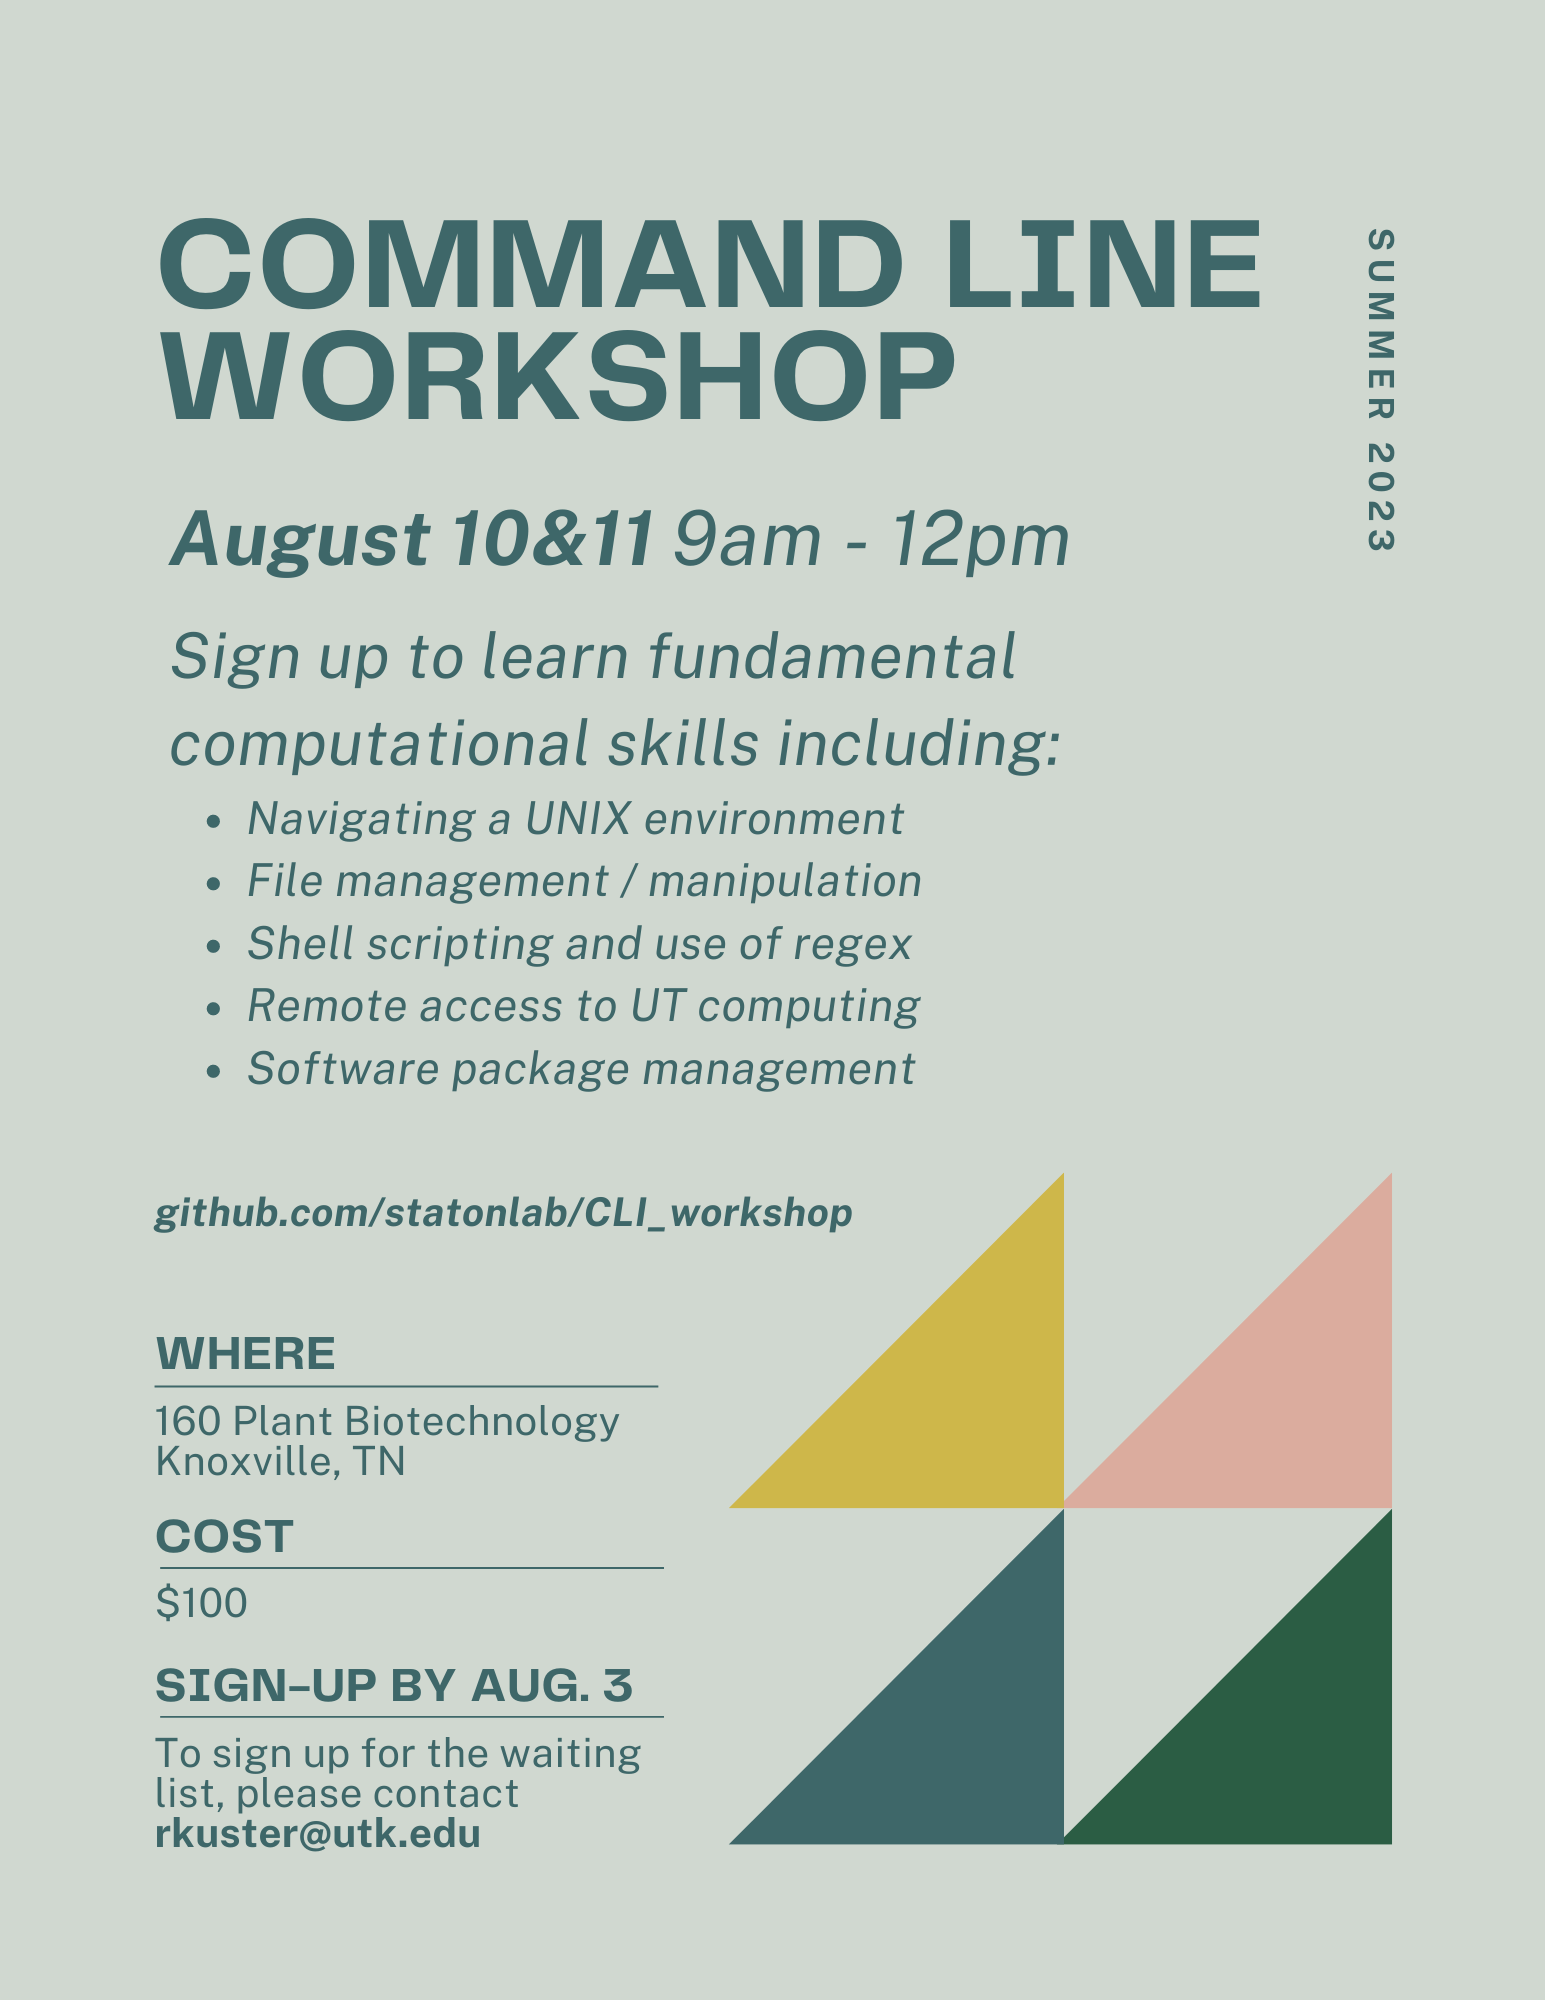 COMMAND LINE
WORKSHOP
SUMMER 2023
August 10&11 9am - 12pm
Sign up to learn fundamental
computational skills including:
• Navigating a UNIX environment
• File management / manipulation
• Shell scripting and use of regex
• Remote access to UT computing
• Software package management
github.com/statonlab/CLI_workshop
WHERE
160 Plant Biotechnology
Knoxville, TN
COST
$100
SIGN-UP BY AUG. 3
To sign up for the waiting
list, please contact
rkuster@utk.edu